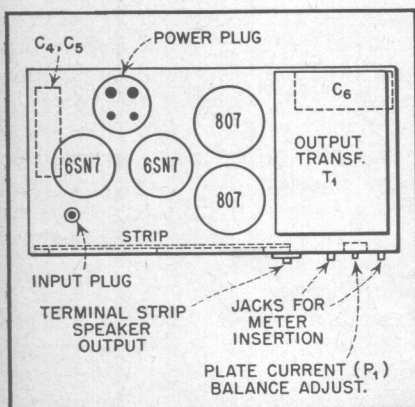 C4, C5
POWER PLUG
C6
807
OUTPUT
TRANSF.
T1
6SN7
6SN7
807
STRIP
INPUT PLUG
TERMINAL STRIP
SPEAKER
OUTPUT
JACKS FOR
METER
INSERTION
PLATE CURRENT (P1)
BALANCE ADJUST.